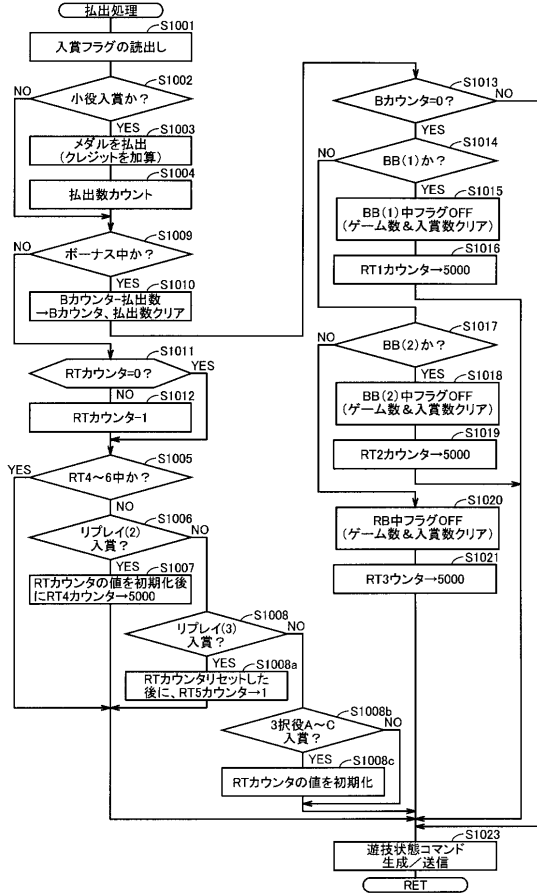 払出処理
S1001
入賞フラグの読出し
S1002
小役入賞か?
NO
YES
S1003
メダルを払出
(クレジットを加算)
S1004
払出数カウント
S1009
ボーナス中か?
NO
YES
S1010
Bカウンタ-払出数
→Bカウンタ、払出数クリア
S1011
RTカウンタ=0?
YES
NO
S1012
RTカウンタ-1
S1005
RT4~6中か?
YES
NO
S1006
リプレイ(2)
入賞?
NO
YES
S1007
RTカウンタの値を初期化後
にRT4カウンタ→5000
S1008
リプレイ(3)
入賞?
NO
YES
S1008a
RTカウンタリセットした
後に、RT5カウンタ→1
S1008b
3択役A~C
入賞?
NO
YES
S1008c
RTカウンタの値を初期化
S1013
Bカウンタ=0?
NO
YES
S1014
BB(1)か?
NO
YES
S1015
BB(1)中フラグOFF
(ゲーム数&入賞数クリア)
S1016
RT1カウンタ→5000
S1017
BB(2)か?
NO
YES
S1018
BB(2)中フラグOFF
(ゲーム数&入賞数クリア)
S1019
RT2カウンタ→5000
S1020
RB中フラグOFF
(ゲーム数&入賞数クリア)
S1021
RT3ウンタ→5000
S1023
遊技状態コマンド
生成/送信
RET